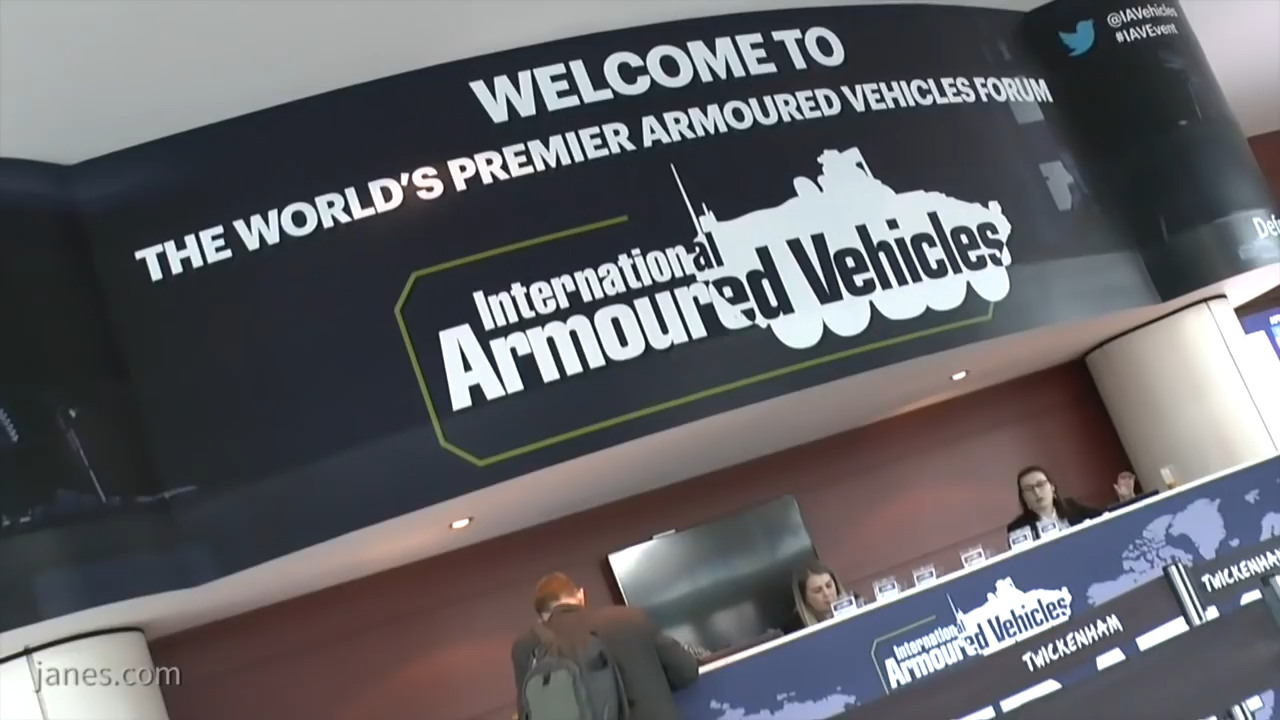 WELCOME TO
THE WORLD'S PREMIER ARMOURED VEHICLES FORUM
International
Armoured Vehicles
@IAVehicles
#IAVEvent
International
Armoured Vehicles
TWICKENHAM
TWICKENHAM
janes.com